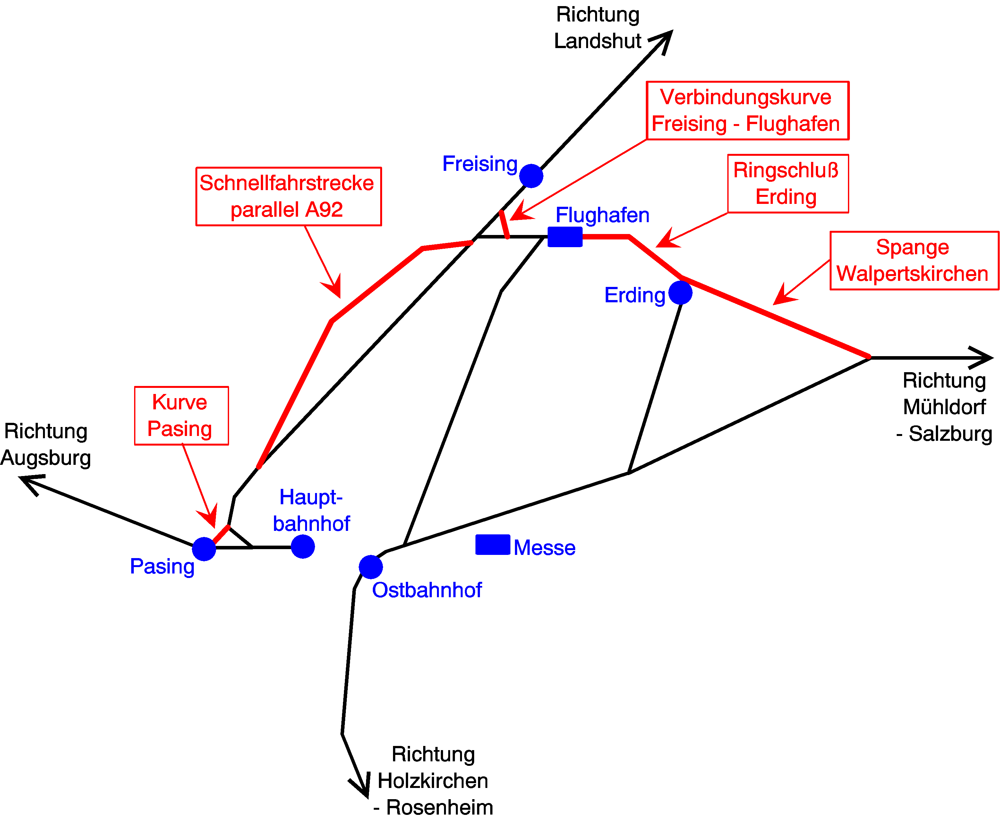 Richtung
Landshut
Verbindungskurve
Freising - Flughafen
Freising
Ringschluß
Erding
Schnellfahrstrecke
parallel A92
Flughafen
Spange
Walpertskirchen
Erding
Richtung
Mühldorf
- Salzburg
Kurve
Pasing
Richtung
Augsburg
Haupt-
bahnhof
Messe
Pasing
Ostbahnhof
Richtung
Holzkirchen
- Rosenheim